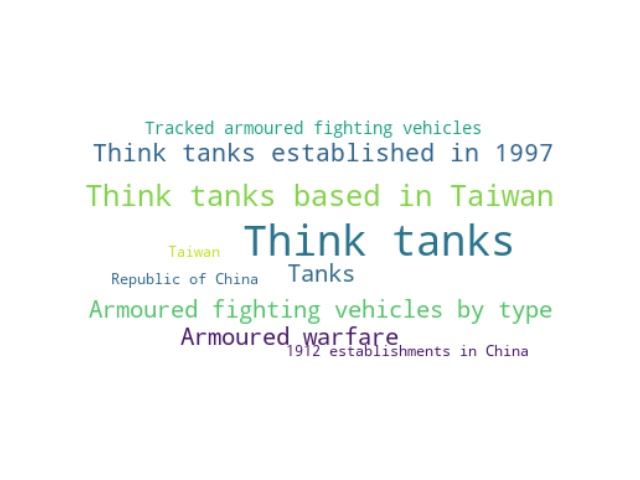 Tracked armoured fighting vehicles
Think tanks established in 1997
Think tanks based in Taiwan
Think tanks
Taiwan
Tanks
Republic of China
Armoured fighting vehicles by type
Armoured warfare
1912 establishments in China